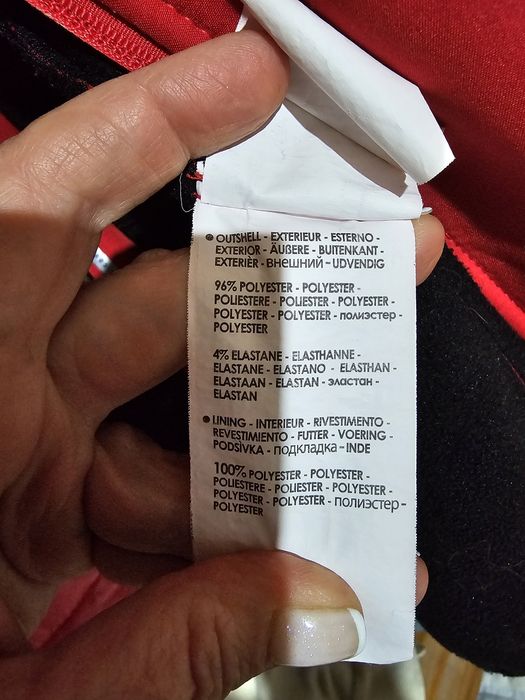 OUTSHELL - EXTERIEUR - ESTERNO -
EXTERIOR - ÄUßERE - BUITENKANT -
EXTERIÉR - внешний - UDVENDIG
96% POLYESTER - POLYESTER -
POLIESTERE - POLIESTER - POLYESTER -
POLYESTER - POLYESTER - полиэстер -
POLYESTER
4% ELASTANE - ELASTHANNE -
ELASTANE - ELASTANO - ELASTHAN -
ELASTAAN - ELASTAN - эластан -
ELASTAN
LINING - INTERIEUR - RIVESTIMENTO -
REVESTIMIENTO - FUTTER - VOERING -
PODSÍVKA - подкладка - INDE
100% POLYESTER - POLYESTER -
POLIESTERE - POLIESTER - POLYESTER -
POLYESTER - POLYESTER - полиэстер -
POLYESTER